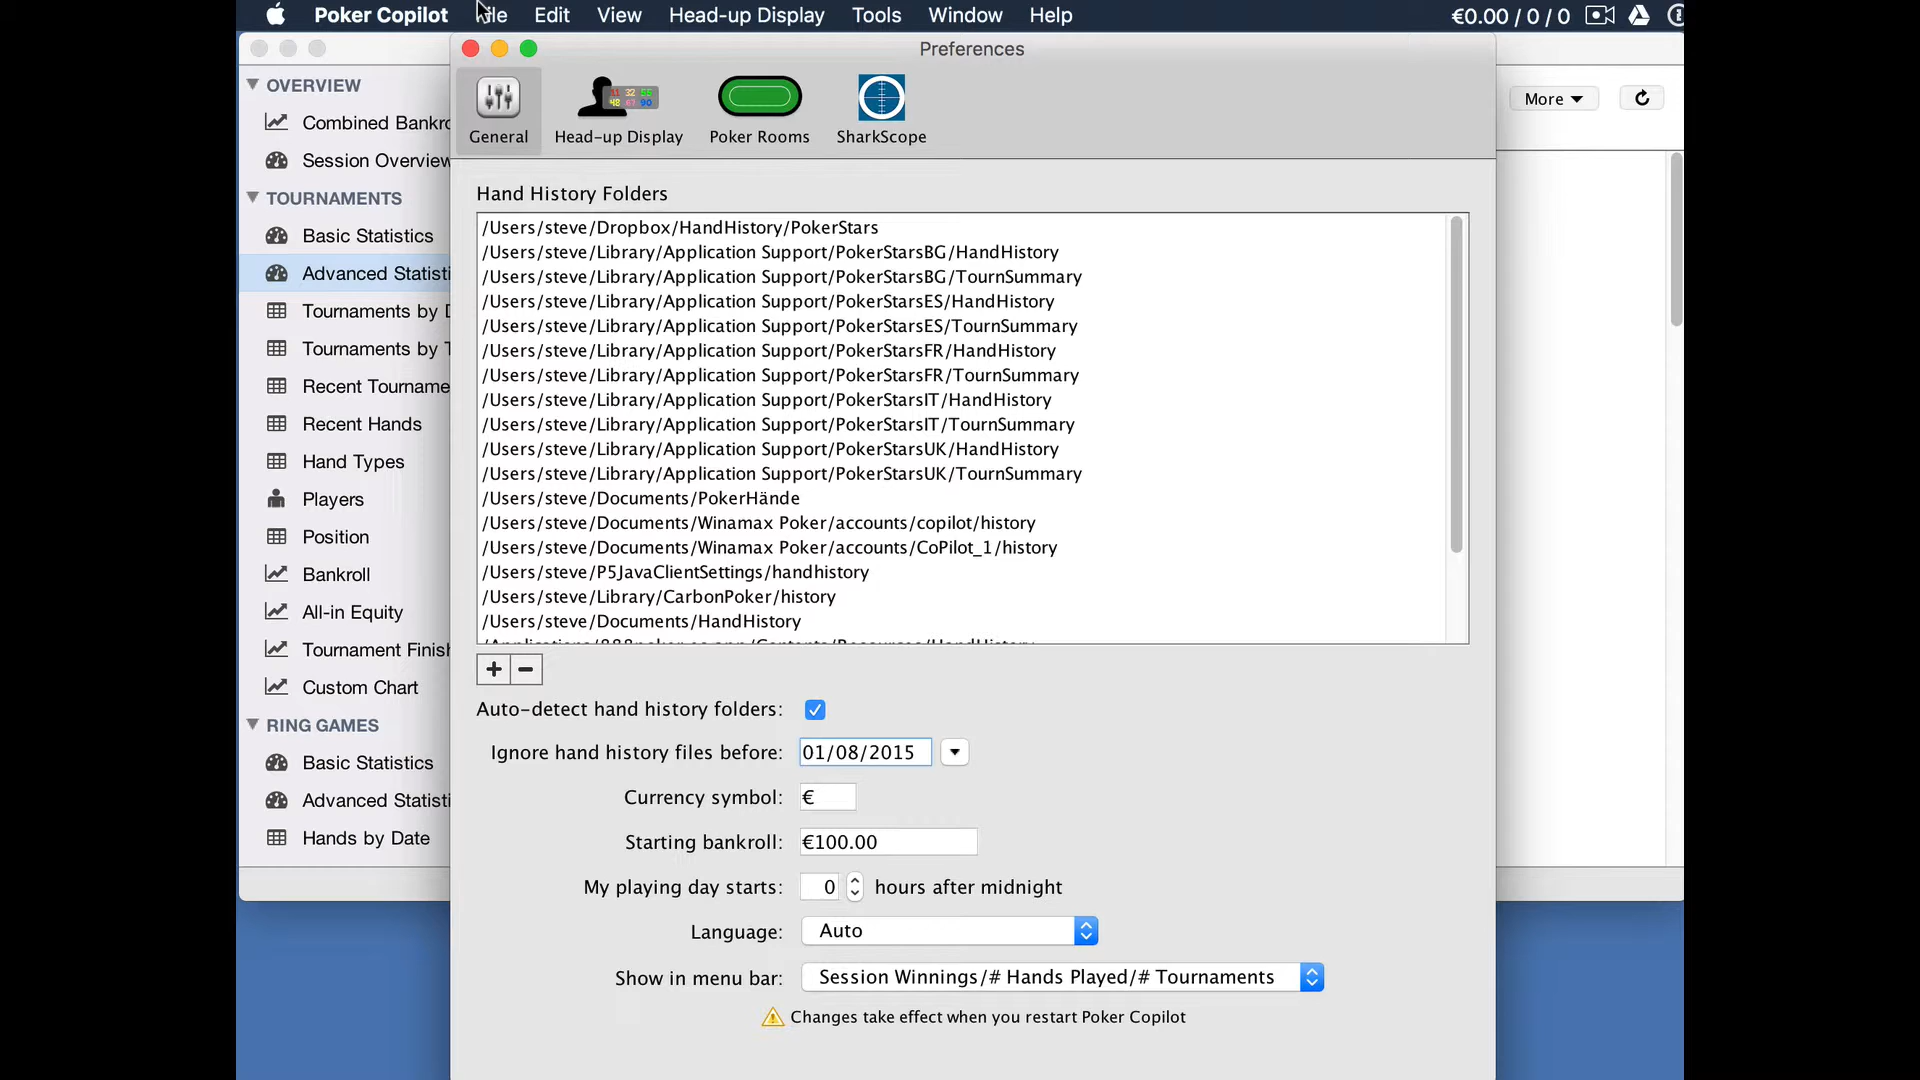 Poker Copilot File Edit View Head-up Display Tools Window Help €0.00 / 0 / 0
Preferences
General Head-up Display Poker Rooms SharkScope
More
OVERVIEW
Combined Bankro
Session Overview
TOURNAMENTS
Basic Statistics
Advanced Statisti
Tournaments by D
Tournaments by T
Recent Tourname
Recent Hands
Hand Types
Players
Position
Bankroll
All-in Equity
Tournament Finish
Custom Chart
RING GAMES
Basic Statistics
Advanced Statisti
Hands by Date
Hand History Folders
/Users/steve/Dropbox/HandHistory/PokerStars
/Users/steve/Library/Application Support/PokerStarsBG/HandHistory
/Users/steve/Library/Application Support/PokerStarsBG/TournSummary
/Users/steve/Library/Application Support/PokerStarsES/HandHistory
/Users/steve/Library/Application Support/PokerStarsES/TournSummary
/Users/steve/Library/Application Support/PokerStarsFR/HandHistory
/Users/steve/Library/Application Support/PokerStarsFR/TournSummary
/Users/steve/Library/Application Support/PokerStarsIT/HandHistory
/Users/steve/Library/Application Support/PokerStarsIT/TournSummary
/Users/steve/Library/Application Support/PokerStarsUK/HandHistory
/Users/steve/Library/Application Support/PokerStarsUK/TournSummary
/Users/steve/Documents/PokerHände
/Users/steve/Documents/Winamax Poker/accounts/copilot/history
/Users/steve/Documents/Winamax Poker/accounts/CoPilot_1/history
/Users/steve/P5JavaClientSettings/handhistory
/Users/steve/Library/CarbonPoker/history
/Users/steve/Documents/HandHistory
Auto-detect hand history folders:
Ignore hand history files before: 01/08/2015
Currency symbol: €
Starting bankroll: €100.00
My playing day starts: 0 hours after midnight
Language: Auto
Show in menu bar: Session Winnings/# Hands Played/# Tournaments
Changes take effect when you restart Poker Copilot